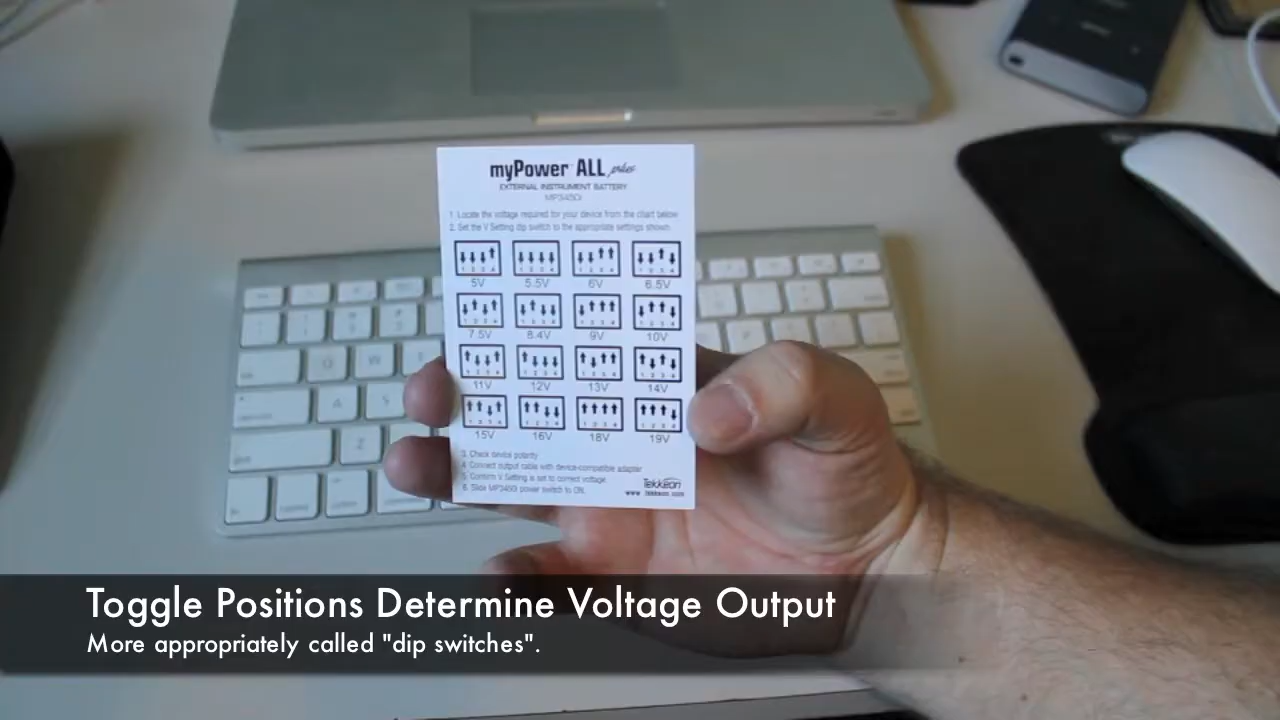 myPower ALL plus
EXTERNAL INSTRUMENT BATTERY
MP3450i
1. Locate the voltage required for your device from the chart below
2. Set the V Setting dip switch to the appropriate settings shown
5V 5.5V 6V 6.5V
7.5V 8.4V 9V 10V
11V 12V 13V 14V
15V 16V 18V 19V
3. Check device polarity
4. Connect output cable with device-compatible adapter
5. Confirm V Setting is set to correct voltage
6. Slide MP3450i power switch to ON.
Tekkeon
www.tekkeon.com
Toggle Positions Determine Voltage Output
More appropriately called "dip switches".